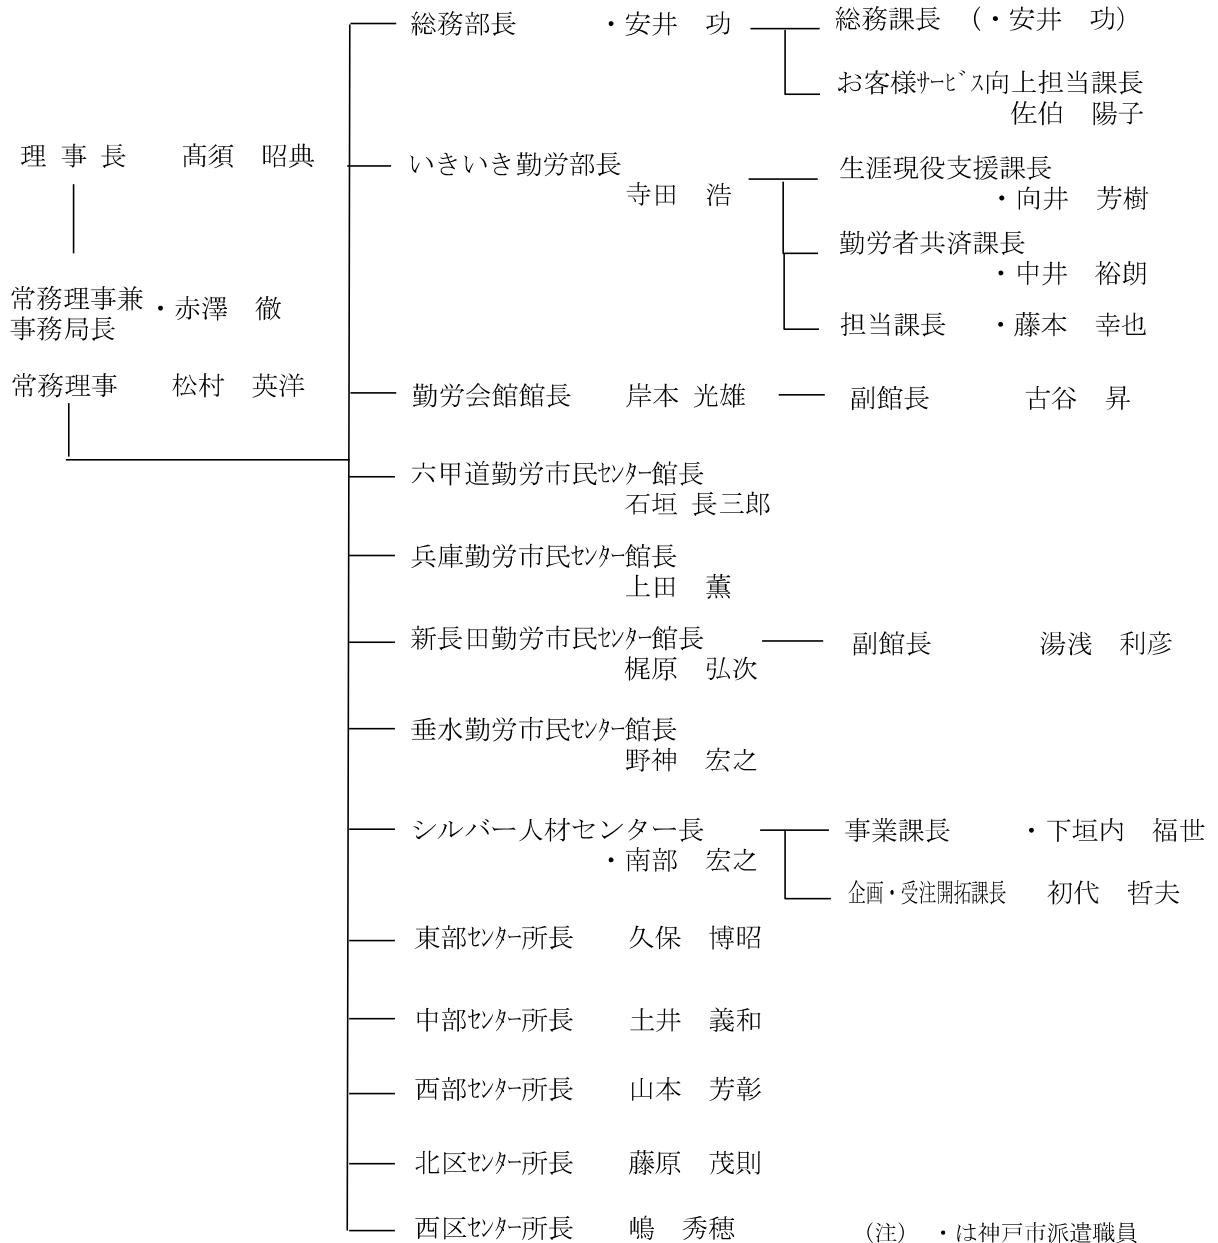 総務部長　・安井　功　総務課長　（・安井　功）
お客様ｻｰﾋﾞｽ向上担当課長
佐伯　陽子
理 事 長　髙須　昭典
いきいき勤労部長
寺田　浩
生涯現役支援課長
・向井　芳樹
勤労者共済課長
・中井　裕朗
担当課長　・藤本　幸也
常務理事兼
事務局長
・赤澤　徹
常務理事　松村　英洋
勤労会館館長　岸本 光雄　副館長　古谷　昇
六甲道勤労市民ｾﾝﾀｰ館長
石垣 長三郎
兵庫勤労市民ｾﾝﾀｰ館長
上田　薫
新長田勤労市民ｾﾝﾀｰ館長
梶原　弘次
副館長　湯浅　利彦
垂水勤労市民ｾﾝﾀｰ館長
野神　宏之
シルバー人材センター長
・南部　宏之
事業課長　・下垣内　福世
企画・受注開拓課長　初代　哲夫
東部ｾﾝﾀｰ所長　久保　博昭
中部ｾﾝﾀｰ所長　土井　義和
西部ｾﾝﾀｰ所長　山本　芳彰
北区ｾﾝﾀｰ所長　藤原　茂則
西区ｾﾝﾀｰ所長　嶋　秀穂
（注）　・は神戸市派遣職員